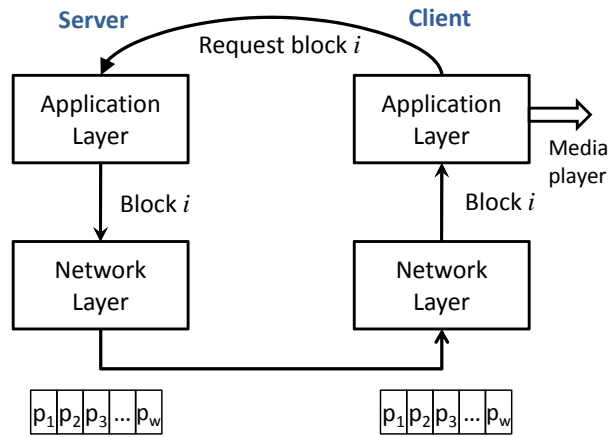 Server
Client
Request block i
Application
Layer
Application
Layer
Media
player
Block i
Block i
Network
Layer
Network
Layer
p1 p2 p3 ... pw
p1 p2 p3 ... pw